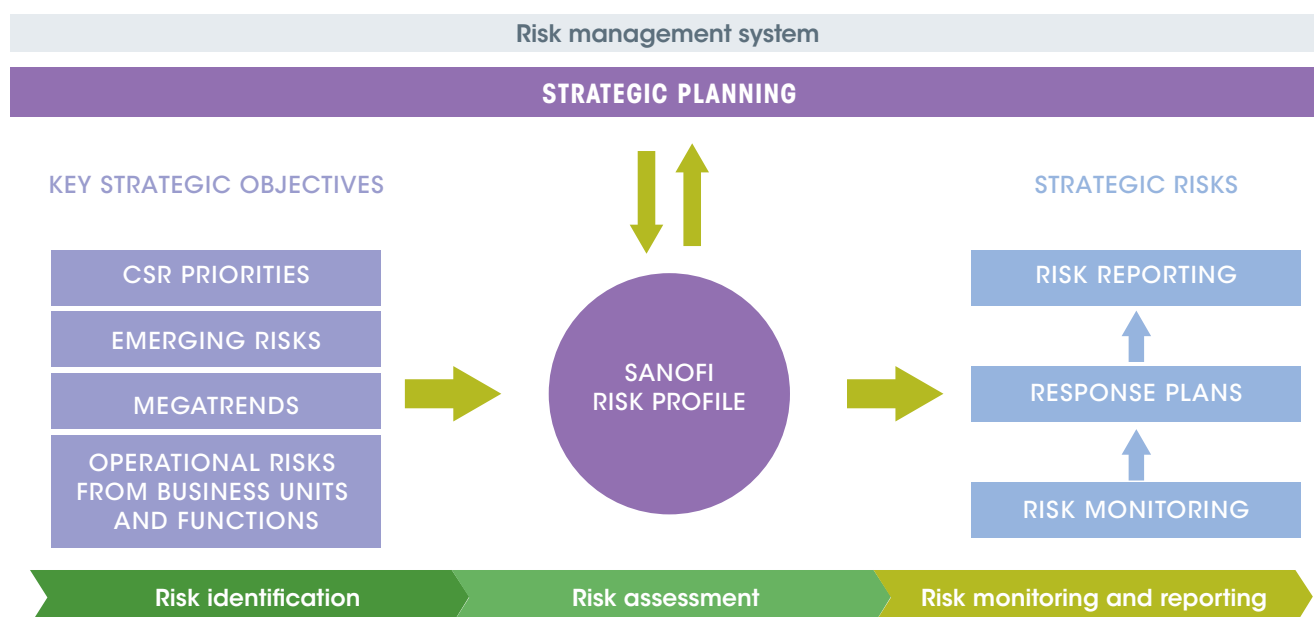 Risk management system
STRATEGIC PLANNING
KEY STRATEGIC OBJECTIVES
CSR PRIORITIES
EMERGING RISKS
MEGATRENDS
OPERATIONAL RISKS
FROM BUSINESS UNITS
AND FUNCTIONS
SANOFI
RISK PROFILE
STRATEGIC RISKS
RISK REPORTING
RESPONSE PLANS
RISK MONITORING
Risk identification
Risk assessment
Risk monitoring and reporting